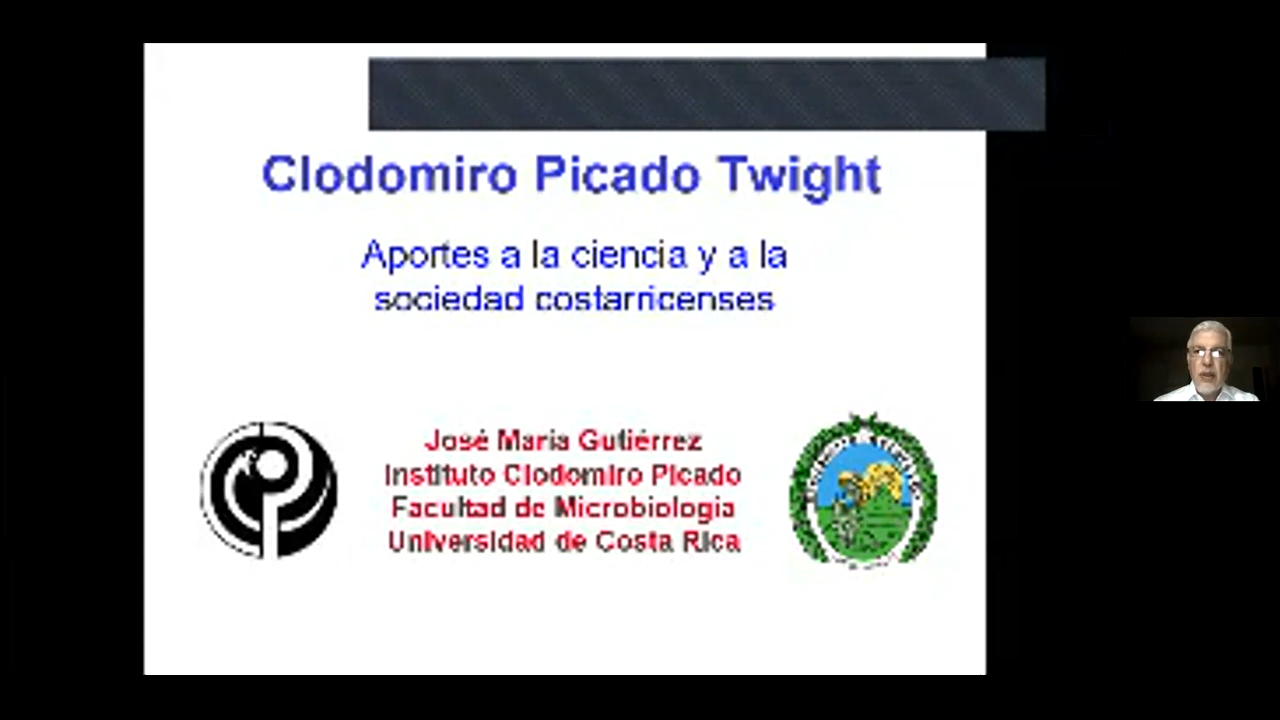 Clodomiro Picado Twight
Aportes a la ciencia y a la
sociedad costarricenses
José María Gutiérrez
Instituto Clodomiro Picado
Facultad de Microbiología
Universidad de Costa Rica